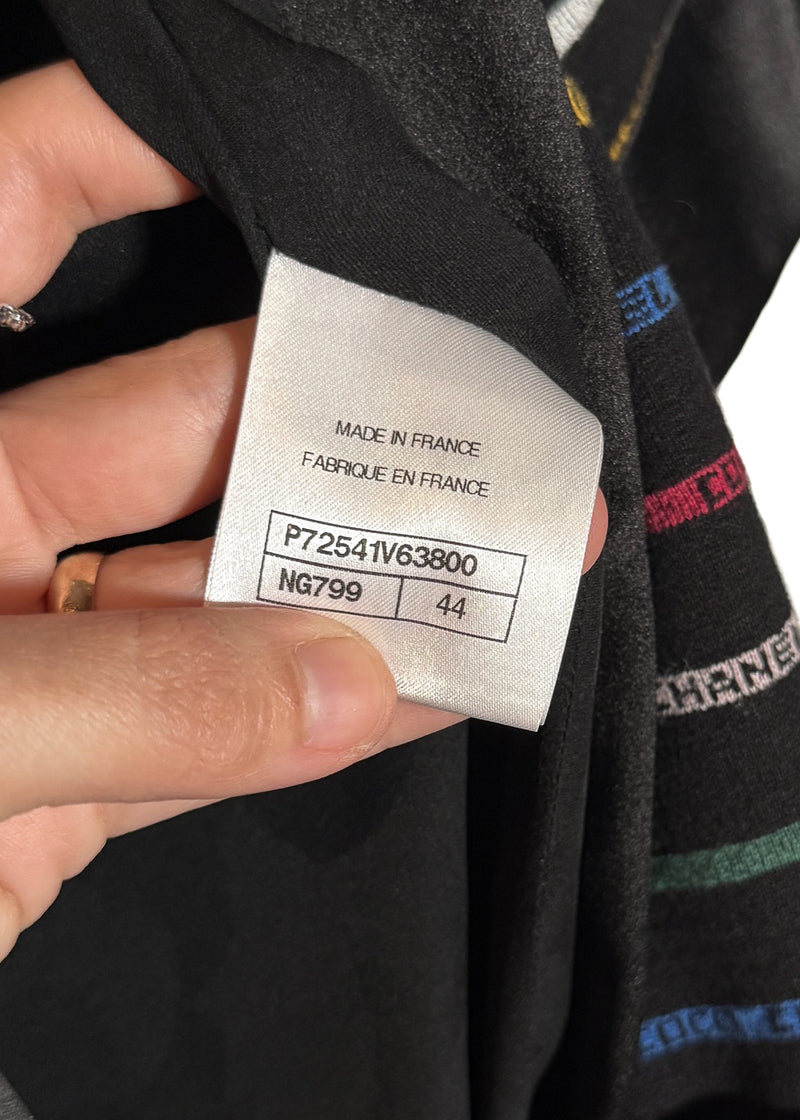 MADE IN FRANCE
FABRIQUE EN FRANCE
P72541V63800
NG799
44